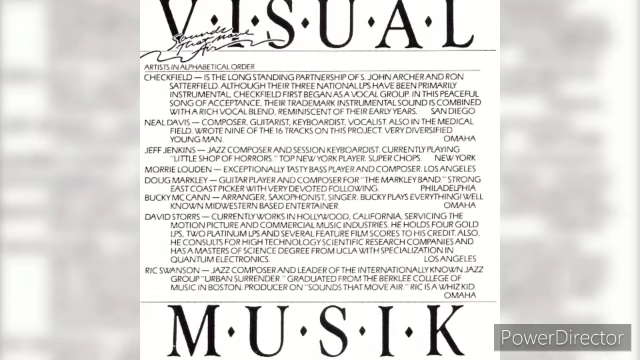 V·I·S·U·A·L
Sounds
That Move
Air
ARTISTS IN ALPHABETICAL ORDER
CHECKFIELD — IS THE LONG STANDING PARTNERSHIP OF S. JOHN ARCHER AND RON
SATTERFIELD. ALTHOUGH THEIR THREE NATIONAL LPS HAVE BEEN PRIMARILY
INSTRUMENTAL, CHECKFIELD FIRST BEGAN AS A VOCAL GROUP. IN THIS PEACEFUL
SONG OF ACCEPTANCE, THEIR TRADEMARK INSTRUMENTAL SOUND IS COMBINED
WITH A RICH VOCAL BLEND, REMINISCENT OF THEIR EARLY YEARS. SAN DIEGO
NEAL DAVIS — COMPOSER, GUITARIST, KEYBOARDIST, VOCALIST. ALSO IN THE MEDICAL
FIELD. WROTE NINE OF THE 16 TRACKS ON THIS PROJECT. VERY DIVERSIFIED
YOUNG MAN. OMAHA
JEFF JENKINS — JAZZ COMPOSER AND SESSION KEYBOARDIST. CURRENTLY PLAYING
"LITTLE SHOP OF HORRORS." TOP NEW YORK PLAYER. SUPER CHOPS. NEW YORK
MORRIE LOUDEN — EXCEPTIONALLY TASTY BASS PLAYER AND COMPOSER. LOS ANGELES
DOUG MARKLEY — GUITAR PLAYER AND COMPOSER FOR "THE MARKLEY BAND." STRONG
EAST COAST PICKER WITH VERY DEVOTED FOLLOWING. PHILADELPHIA
BUCKY MC CANN — ARRANGER, SAXOPHONIST, SINGER. BUCKY PLAYS EVERYTHING! WELL
KNOWN MIDWESTERN BASED ENTERTAINER. OMAHA
DAVID STORRS — CURRENTLY WORKS IN HOLLYWOOD, CALIFORNIA, SERVICING THE
MOTION PICTURE AND COMMERCIAL MUSIC INDUSTRIES. HE HOLDS FOUR GOLD
LPS, TWO PLATINUM LPS AND SEVERAL FEATURE FILM SCORES TO HIS CREDIT. ALSO,
HE CONSULTS FOR HIGH TECHNOLOGY SCIENTIFIC RESEARCH COMPANIES AND
HAS A MASTERS OF SCIENCE DEGREE FROM UCLA WITH SPECIALIZATION IN
QUANTUM ELECTRONICS. LOS ANGELES
RIC SWANSON — JAZZ COMPOSER AND LEADER OF THE INTERNATIONALLY KNOWN JAZZ
GROUP "URBAN SURRENDER." GRADUATED FROM THE BERKLEE COLLEGE OF
MUSIC IN BOSTON. PRODUCER ON "SOUNDS THAT MOVE AIR." RIC IS A WHIZ KID.
OMAHA
M·U·S·I·K
PowerDirector